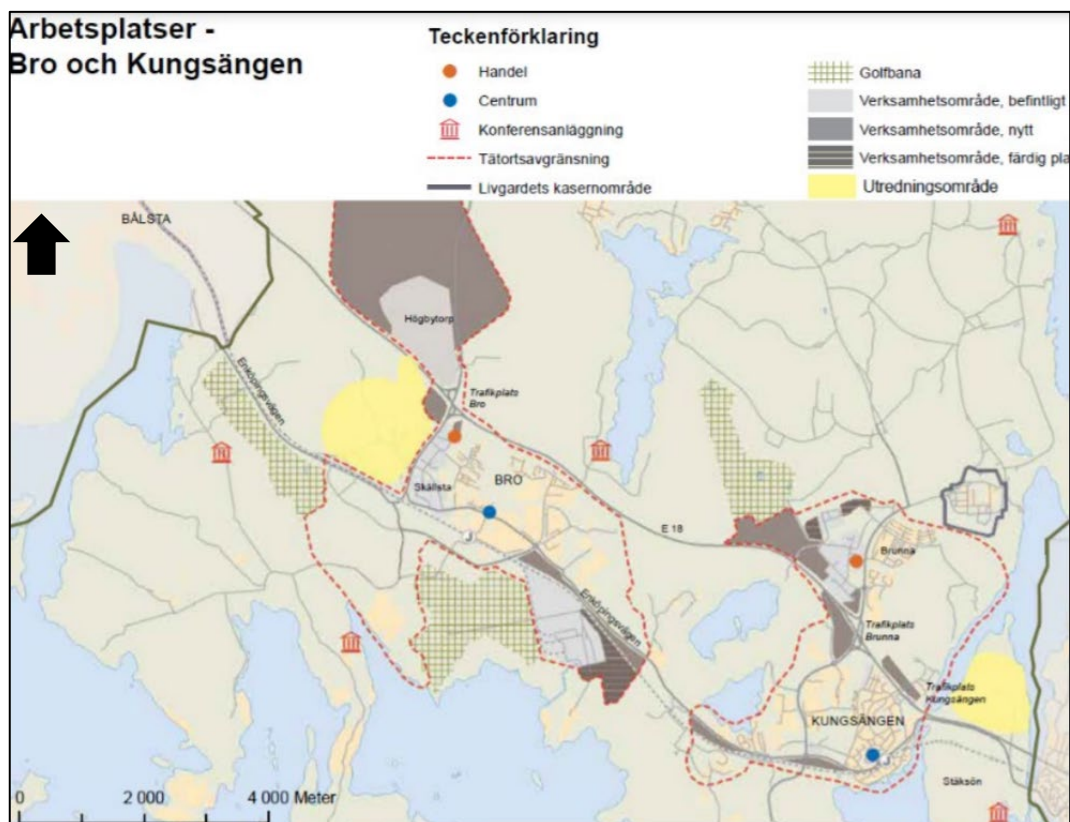 Arbetsplatser -
Bro och Kungsängen
Teckenförklaring
Handel
Centrum
Konferensanläggning
Tätortsavgränsning
Livgardets kasernområde
Golfbana
Verksamhetsområde, befintligt
Verksamhetsområde, nytt
Verksamhetsområde, färdig pla
Utredningsområde
BÅLSTA
Högbytorp
Enköpingsvägen
Trafikplats
Bro
Skällsta
BRO
E 18
Brunna
Enköpingsvägen
Trafikplats
Brunna
Trafikplats
Kungsängen
KUNGSÄNGEN
Stäksön
0 2 000 4 000 Meter